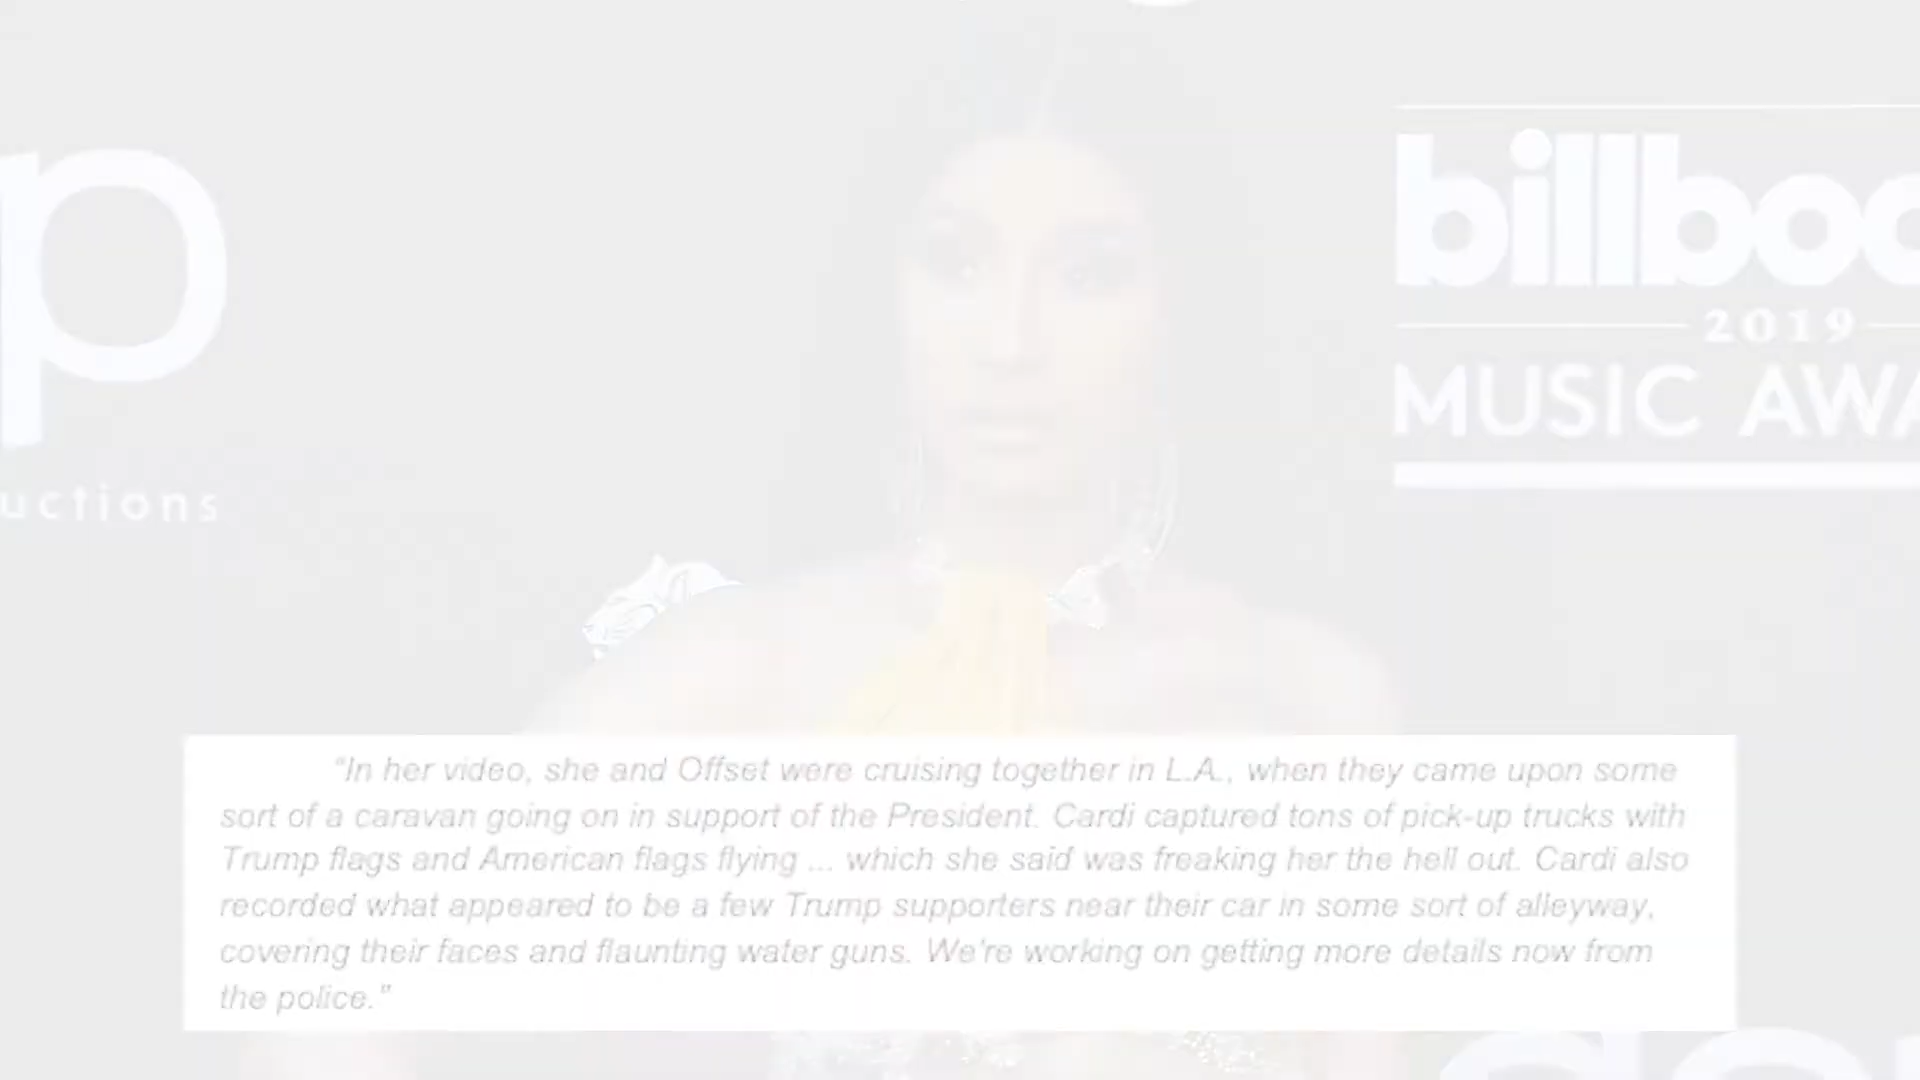 p
uctions
billboa
2019
MUSIC AWA
"In her video, she and Offset were cruising together in L.A., when they came upon some
sort of a caravan going on in support of the President. Cardi captured tons of pick-up trucks with
Trump flags and American flags flying ... which she said was freaking her the hell out. Cardi also
recorded what appeared to be a few Trump supporters near their car in some sort of alleyway,
covering their faces and flaunting water guns. We're working on getting more details now from
the police."